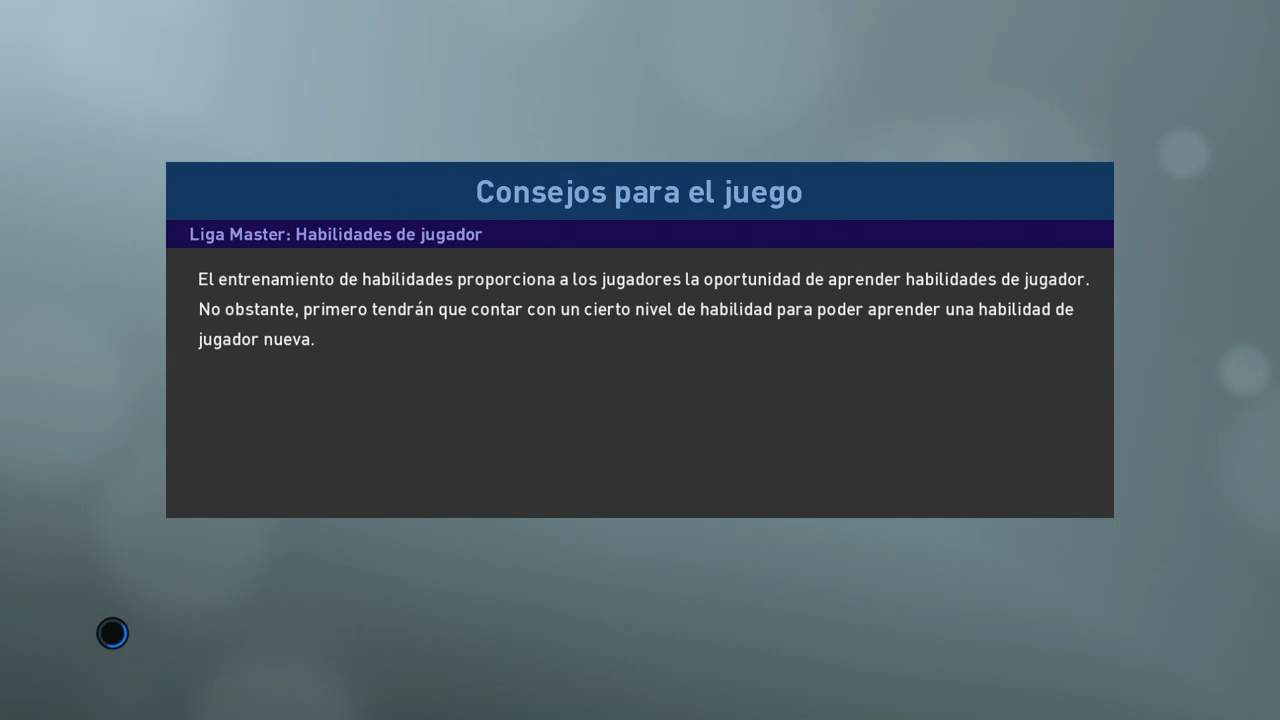 Consejos para el juego
Liga Master: Habilidades de jugador
El entrenamiento de habilidades proporciona a los jugadores la oportunidad de aprender habilidades de jugador.
No obstante, primero tendrán que contar con un cierto nivel de habilidad para poder aprender una habilidad de
jugador nueva.